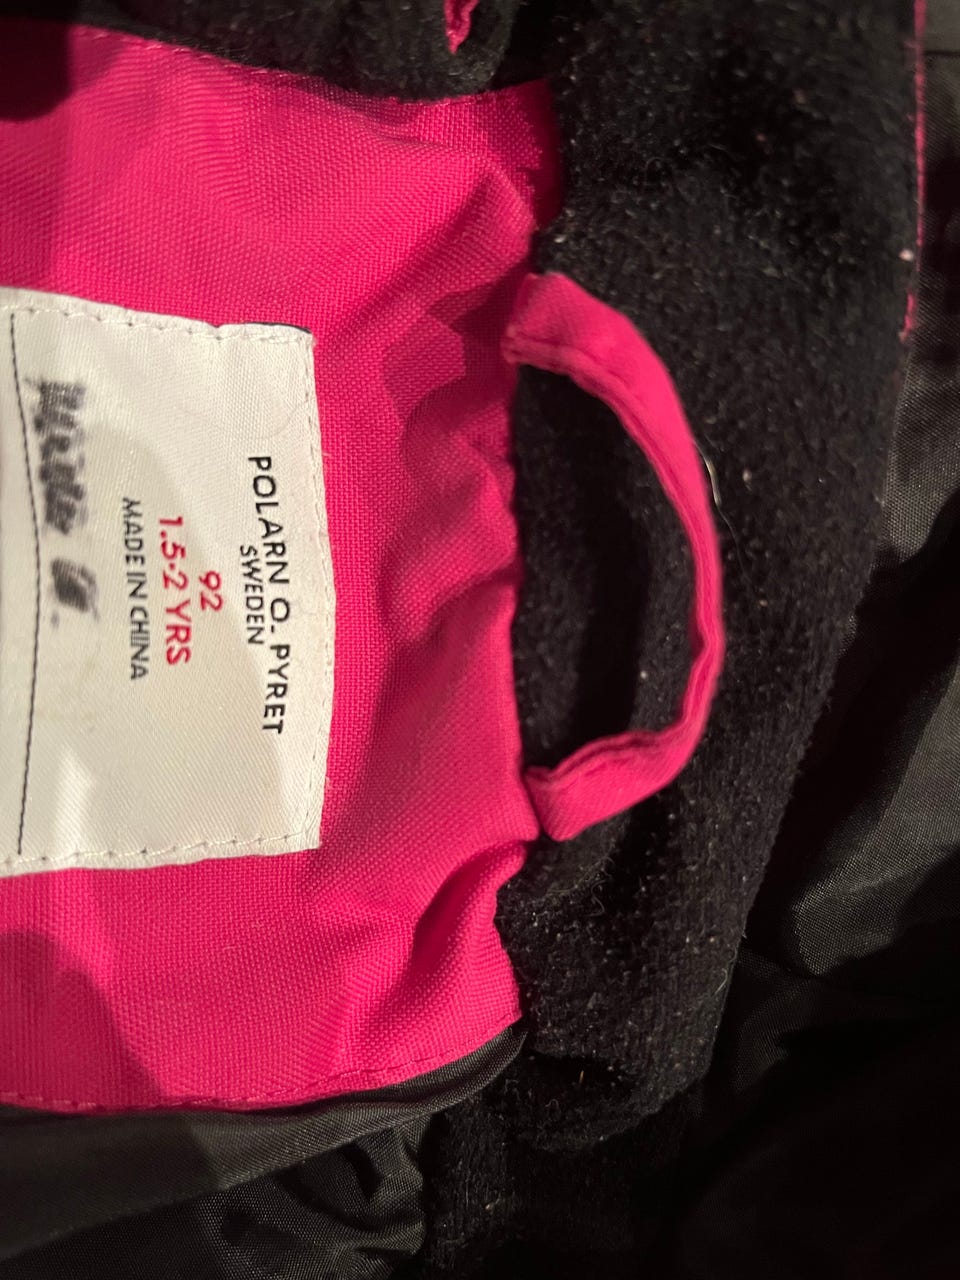 POLARN O. PYRET
SWEDEN
92
1.5-2 YRS
MADE IN CHINA